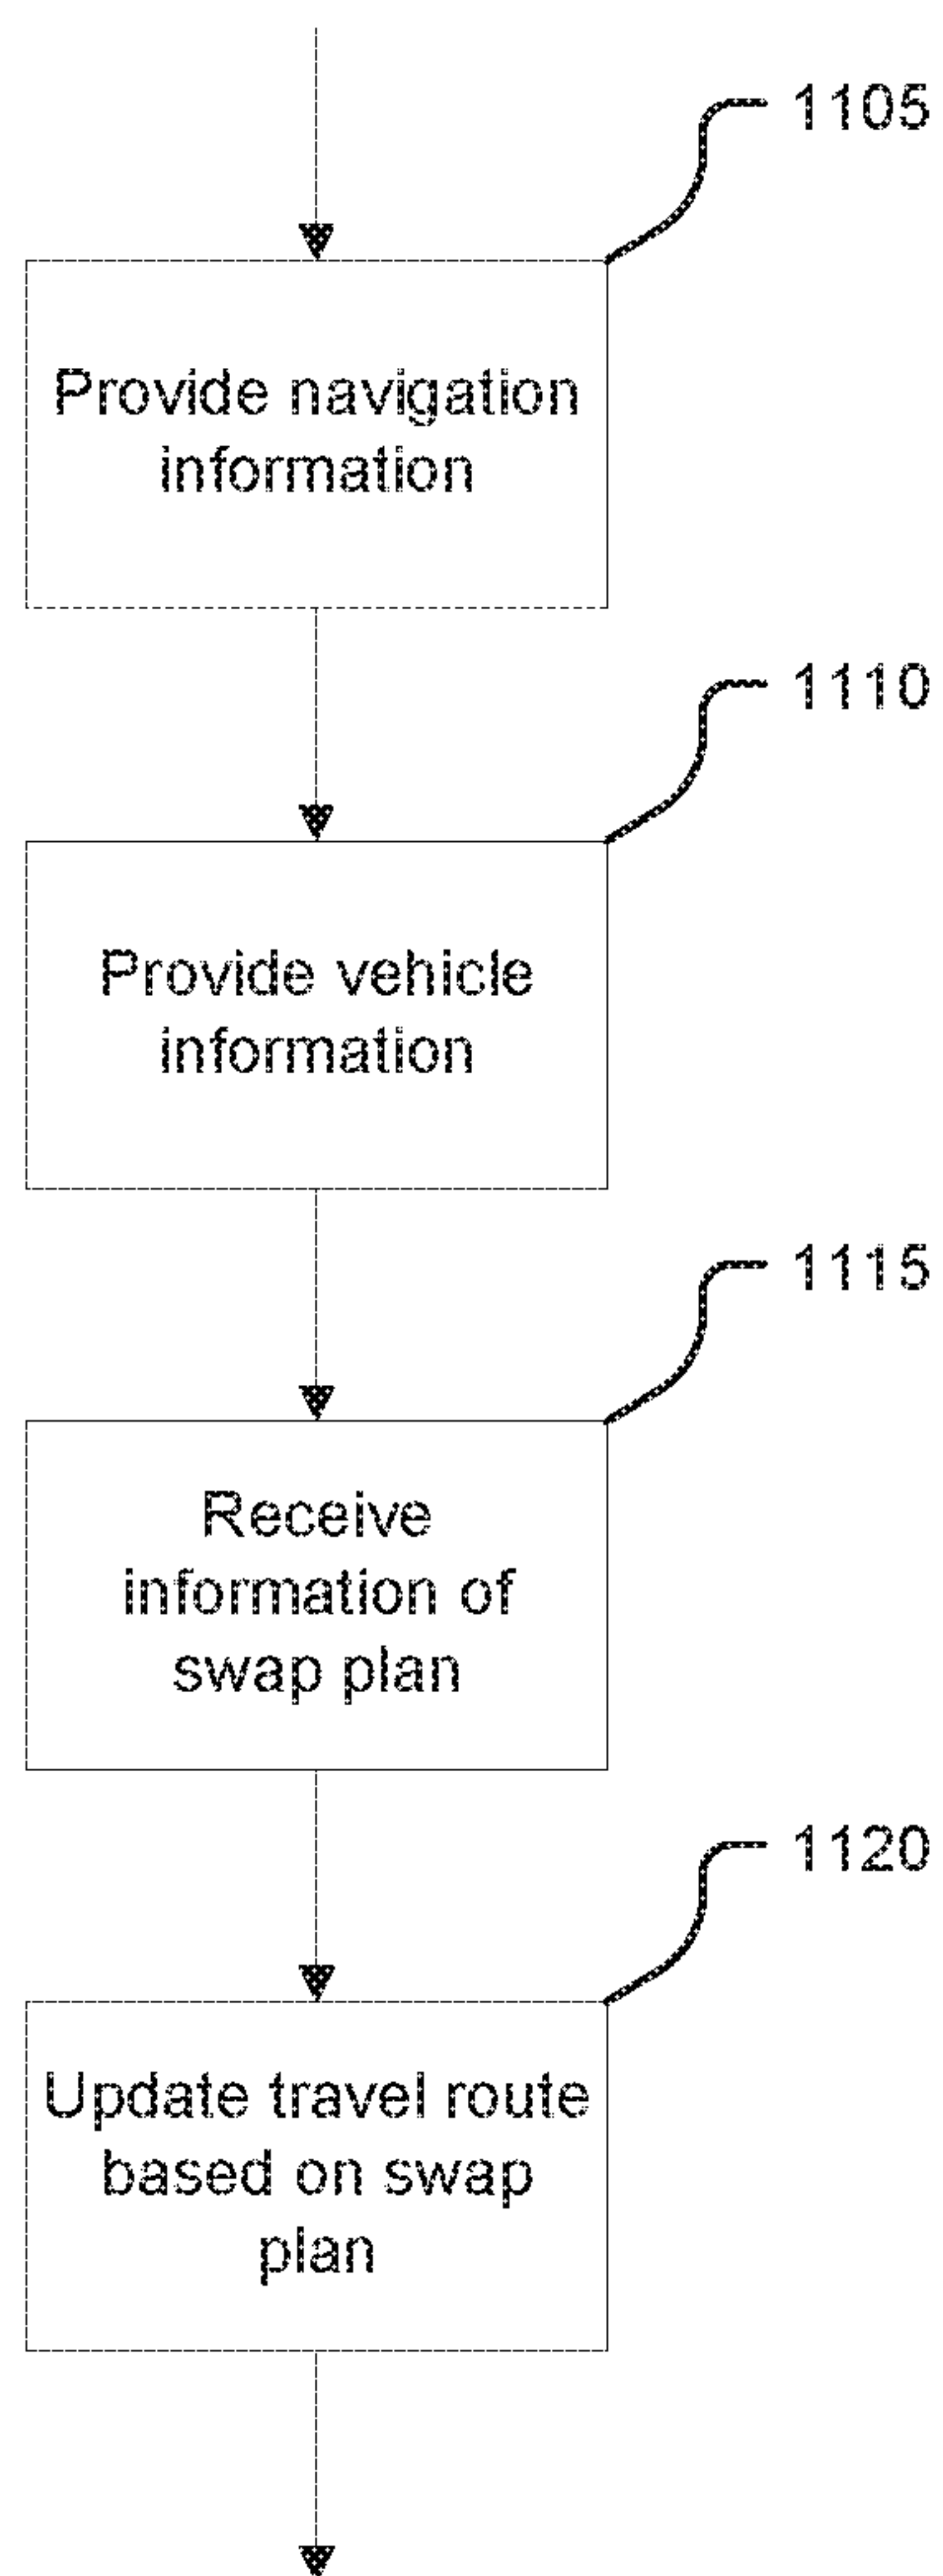 1105
Provide navigation
information
1110
Provide vehicle
information
1115
Receive
information of
swap plan
1120
Update travel route
based on swap
plan